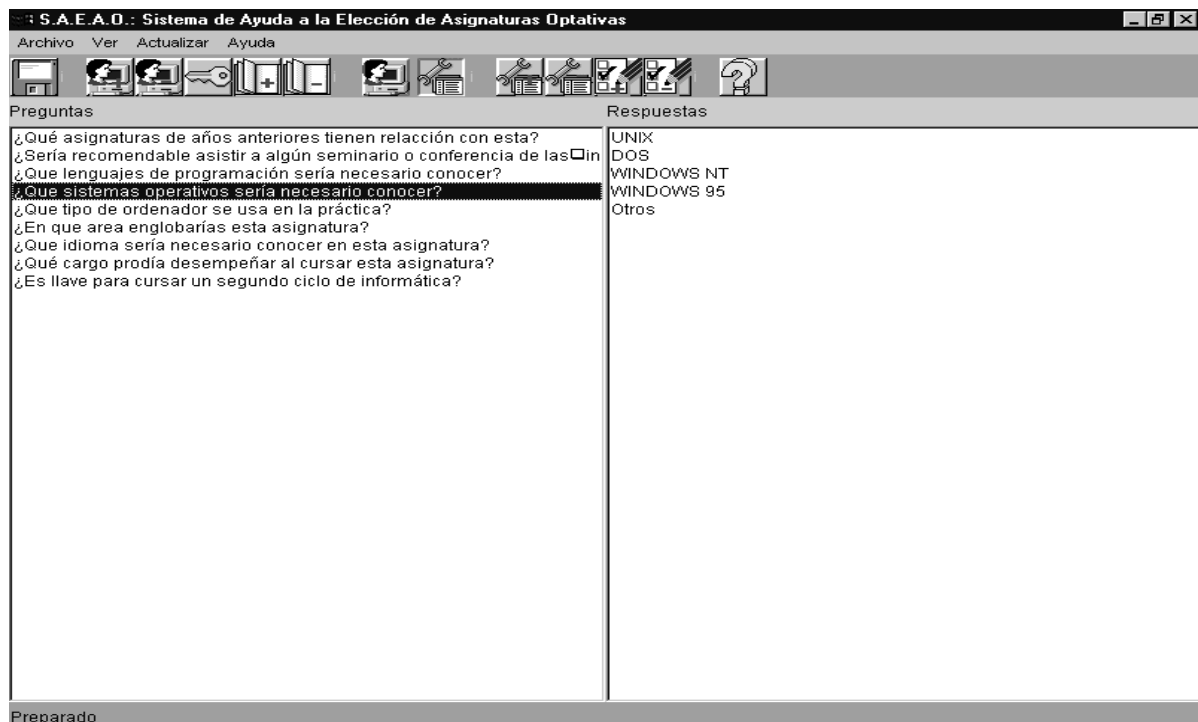 S.A.E.A.O.: Sistema de Ayuda a la Elección de Asignaturas Optativas
Archivo Ver Actualizar Ayuda
Preguntas
¿Qué asignaturas de años anteriores tienen relacción con esta?
¿Sería recomendable asistir a algún seminario o conferencia de las in
¿Que lenguajes de programación sería necesario conocer?
¿Que sistemas operativos sería necesario conocer?
¿Que tipo de ordenador se usa en la práctica?
¿En que area englobarías esta asignatura?
¿Que idioma sería necesario conocer en esta asignatura?
¿Qué cargo prodía desempeñar al cursar esta asignatura?
¿Es llave para cursar un segundo ciclo de informática?
Respuestas
UNIX
DOS
WINDOWS NT
WINDOWS 95
Otros
Preparado